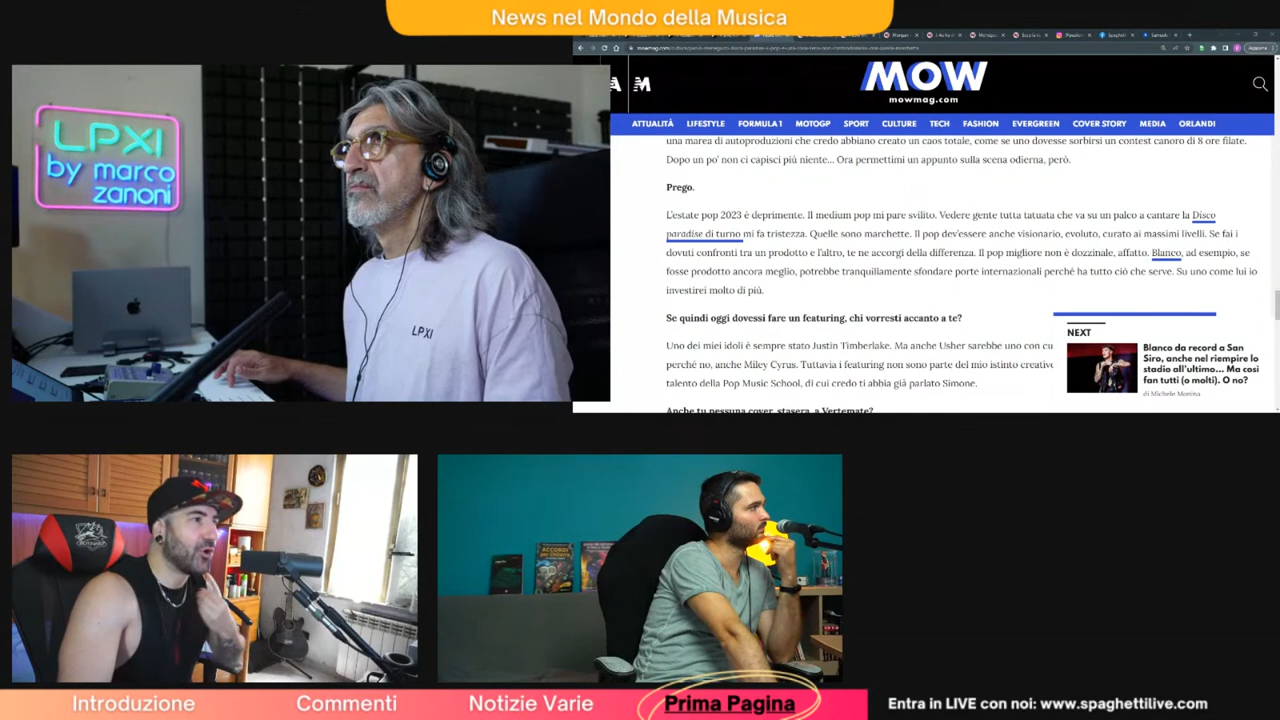 News nel Mondo della Musica
LPXI
by marco
zanoni
LPXI
MOW
mowmag.com
ATTUALITÀ LIFESTYLE FORMULA 1 MOTOGP SPORT CULTURE TECH FASHION EVERGREEN COVER STORY MEDIA ORLANDI
una marea di autoproduzioni che credo abbiano creato un caos totale, come se uno dovesse sorbirsi un contest canoro di 8 ore filate.
Dopo un po' non ci capisci più niente... Ora permettimi un appunto sulla scena odierna, però.
Prego.
L'estate pop 2023 è deprimente. Il medium pop mi pare svilito. Vedere gente tutta tatuata che va su un palco a cantare la Disco
paradise di turno mi fa tristezza. Quelle sono marchette. Il pop dev'essere anche visionario, evoluto, curato ai massimi livelli. Se fai i
dovuti confronti tra un prodotto e l'altro, te ne accorgi della differenza. Il pop migliore non è dozzinale, affatto. Blanco, ad esempio, se
fosse prodotto ancora meglio, potrebbe tranquillamente sfondare porte internazionali perché ha tutto ciò che serve. Su uno come lui io
investirei molto di più.
Se quindi oggi dovessi fare un featuring, chi vorresti accanto a te?
Uno dei miei idoli è sempre stato Justin Timberlake. Ma anche Usher sarebbe uno con cu
perché no, anche Miley Cyrus. Tuttavia i featuring non sono parte del mio istinto creativo
talento della Pop Music School, di cui credo ti abbia già parlato Simone.
Anche tu nessuna cover, stasera, a Vertemate?
NEXT
Blanco da record a San
Siro, anche nel riempire lo
stadio all'ultimo... Ma così
fan tutti (o molti). O no?
di Michele Monina
ACCORDI
Introduzione Commenti Notizie Varie Prima Pagina Entra in LIVE con noi: www.spaghettilive.com